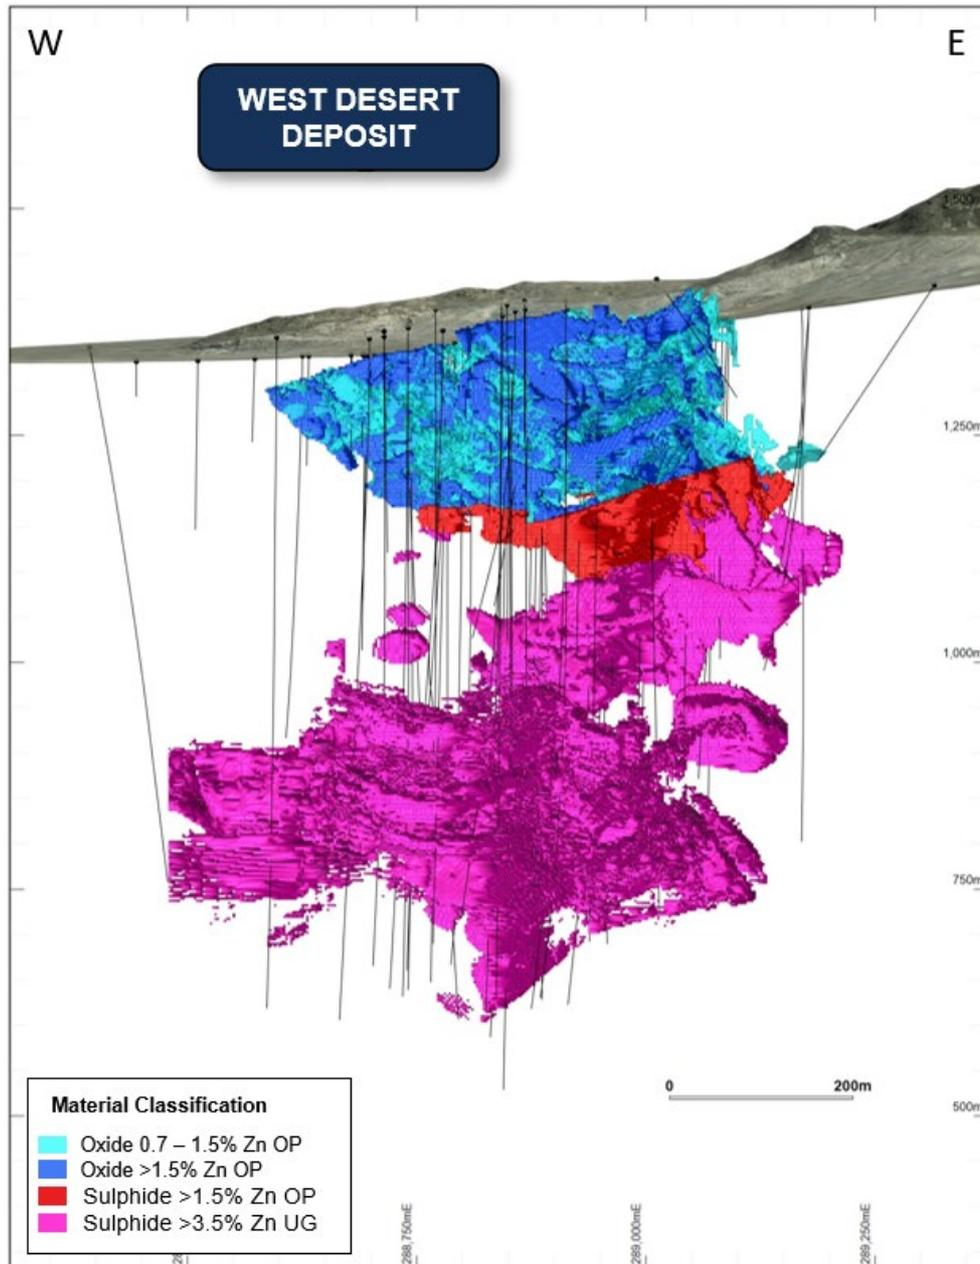 W
E
WEST DESERT
DEPOSIT
1,500m
1,250m
1,000m
750m
0 200m
500m
Material Classification
Oxide 0.7 – 1.5% Zn OP
Oxide >1.5% Zn OP
Sulphide >1.5% Zn OP
Sulphide >3.5% Zn UG
288,750mE
289,000mE
289,250mE